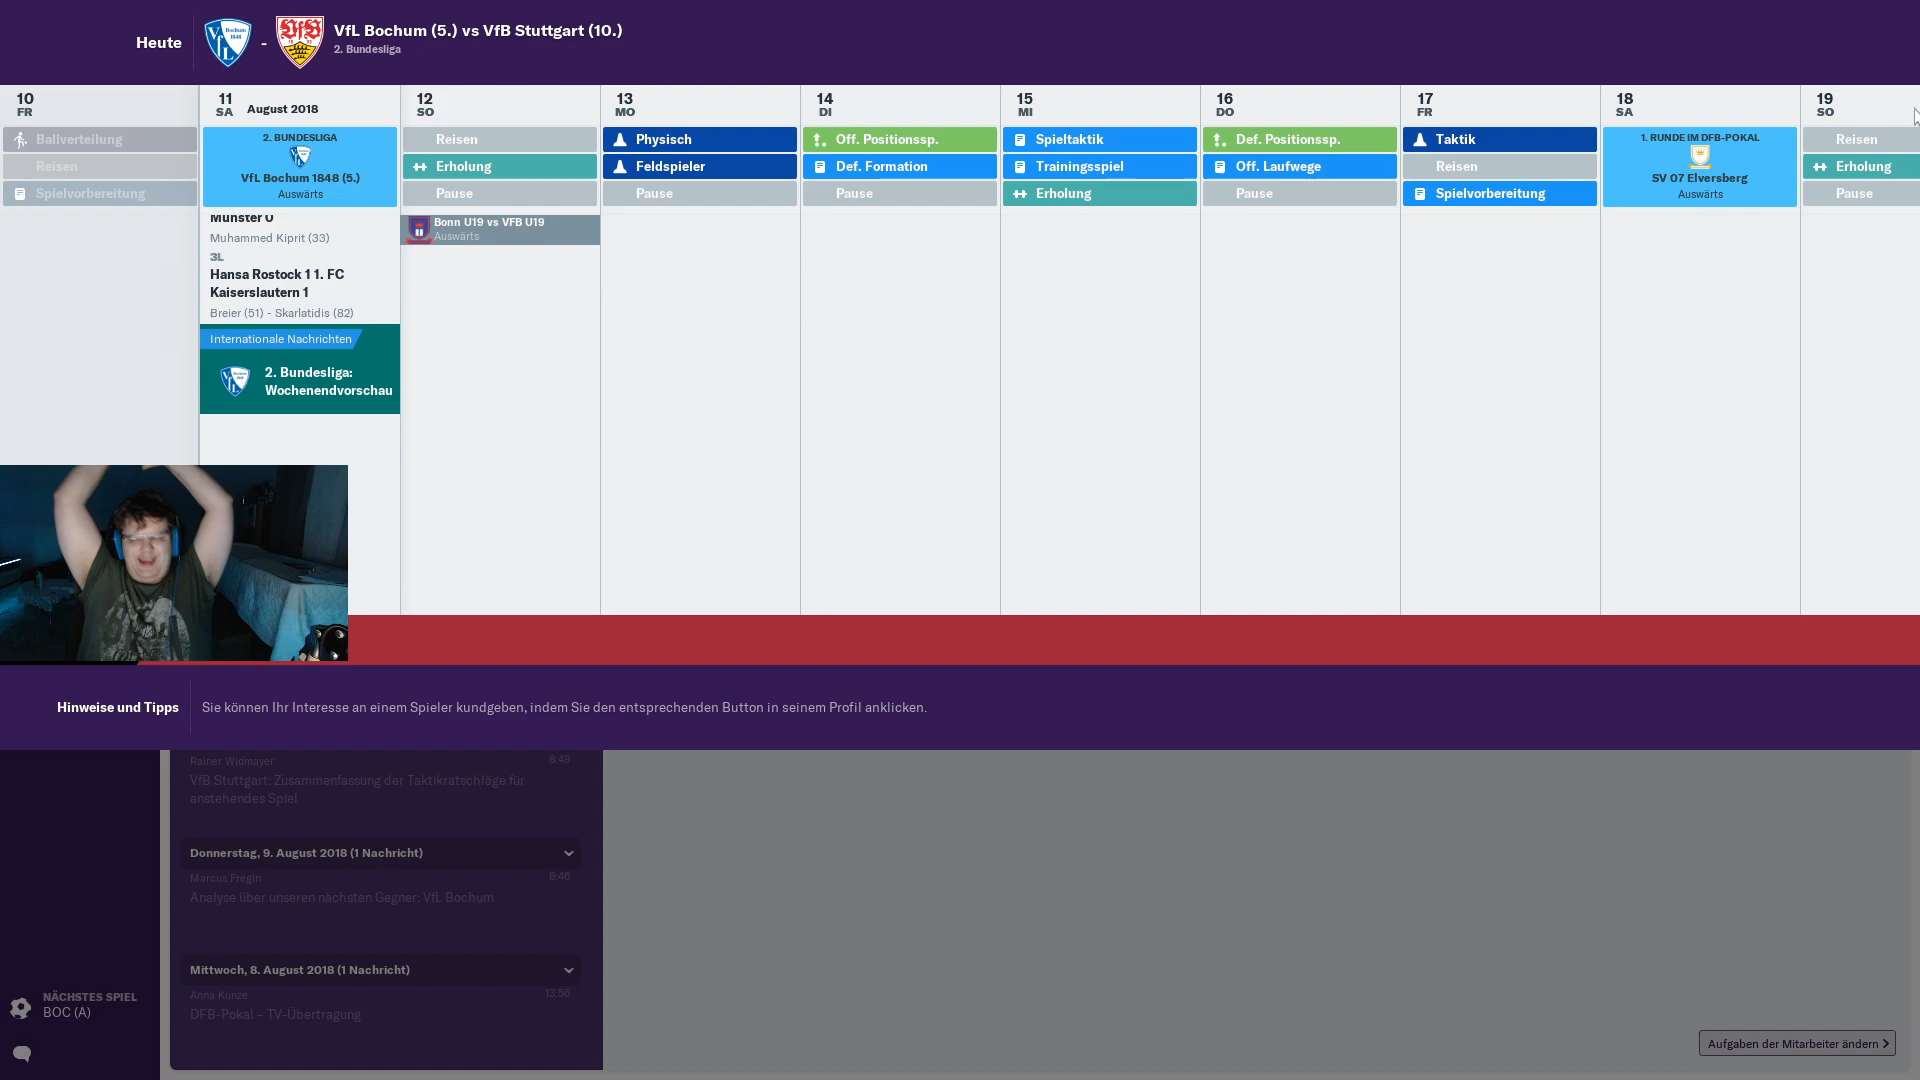 Heute
-
VfL Bochum (5.) vs VfB Stuttgart (10.)
2. Bundesliga
10
FR
11
SA
August 2018
12
SO
13
MO
14
DI
15
MI
16
DO
17
FR
18
SA
19
SO
Ballverteilung
Reisen
Spielvorbereitung
2. BUNDESLIGA
VfL Bochum 1848 (5.)
Auswärts
Reisen
Erholung
Pause
Physisch
Feldspieler
Pause
Off. Positionssp.
Def. Formation
Pause
Spieltaktik
Trainingsspiel
Erholung
Def. Positionssp.
Off. Laufwege
Pause
Taktik
Reisen
Spielvorbereitung
1. RUNDE IM DFB-POKAL
SV 07 Elversberg
Auswärts
Reisen
Erholung
Pause
Münster 0
Muhammed Kiprit (33)
3L
Hansa Rostock 1 1. FC
Kaiserslautern 1
Breier (51) - Skarlatidis (82)
Internationale Nachrichten
2. Bundesliga:
Wochenendvorschau
Bonn U19 vs VFB U19
Auswärts
Hinweise und Tipps
Sie können Ihr Interesse an einem Spieler kundgeben, indem Sie den entsprechenden Button in seinem Profil anklicken.
Rainer Widmayer
8:49
VfB Stuttgart: Zusammenfassung der Taktikratschläge für
anstehendes Spiel
Donnerstag, 9. August 2018 (1 Nachricht)
Marcus Fregin
8:46
Analyse über unseren nächsten Gegner: VfL Bochum
Mittwoch, 8. August 2018 (1 Nachricht)
Anna Kunze
13:56
DFB-Pokal – TV-Übertragung
NÄCHSTES SPIEL
BOC (A)
Aufgaben der Mitarbeiter ändern